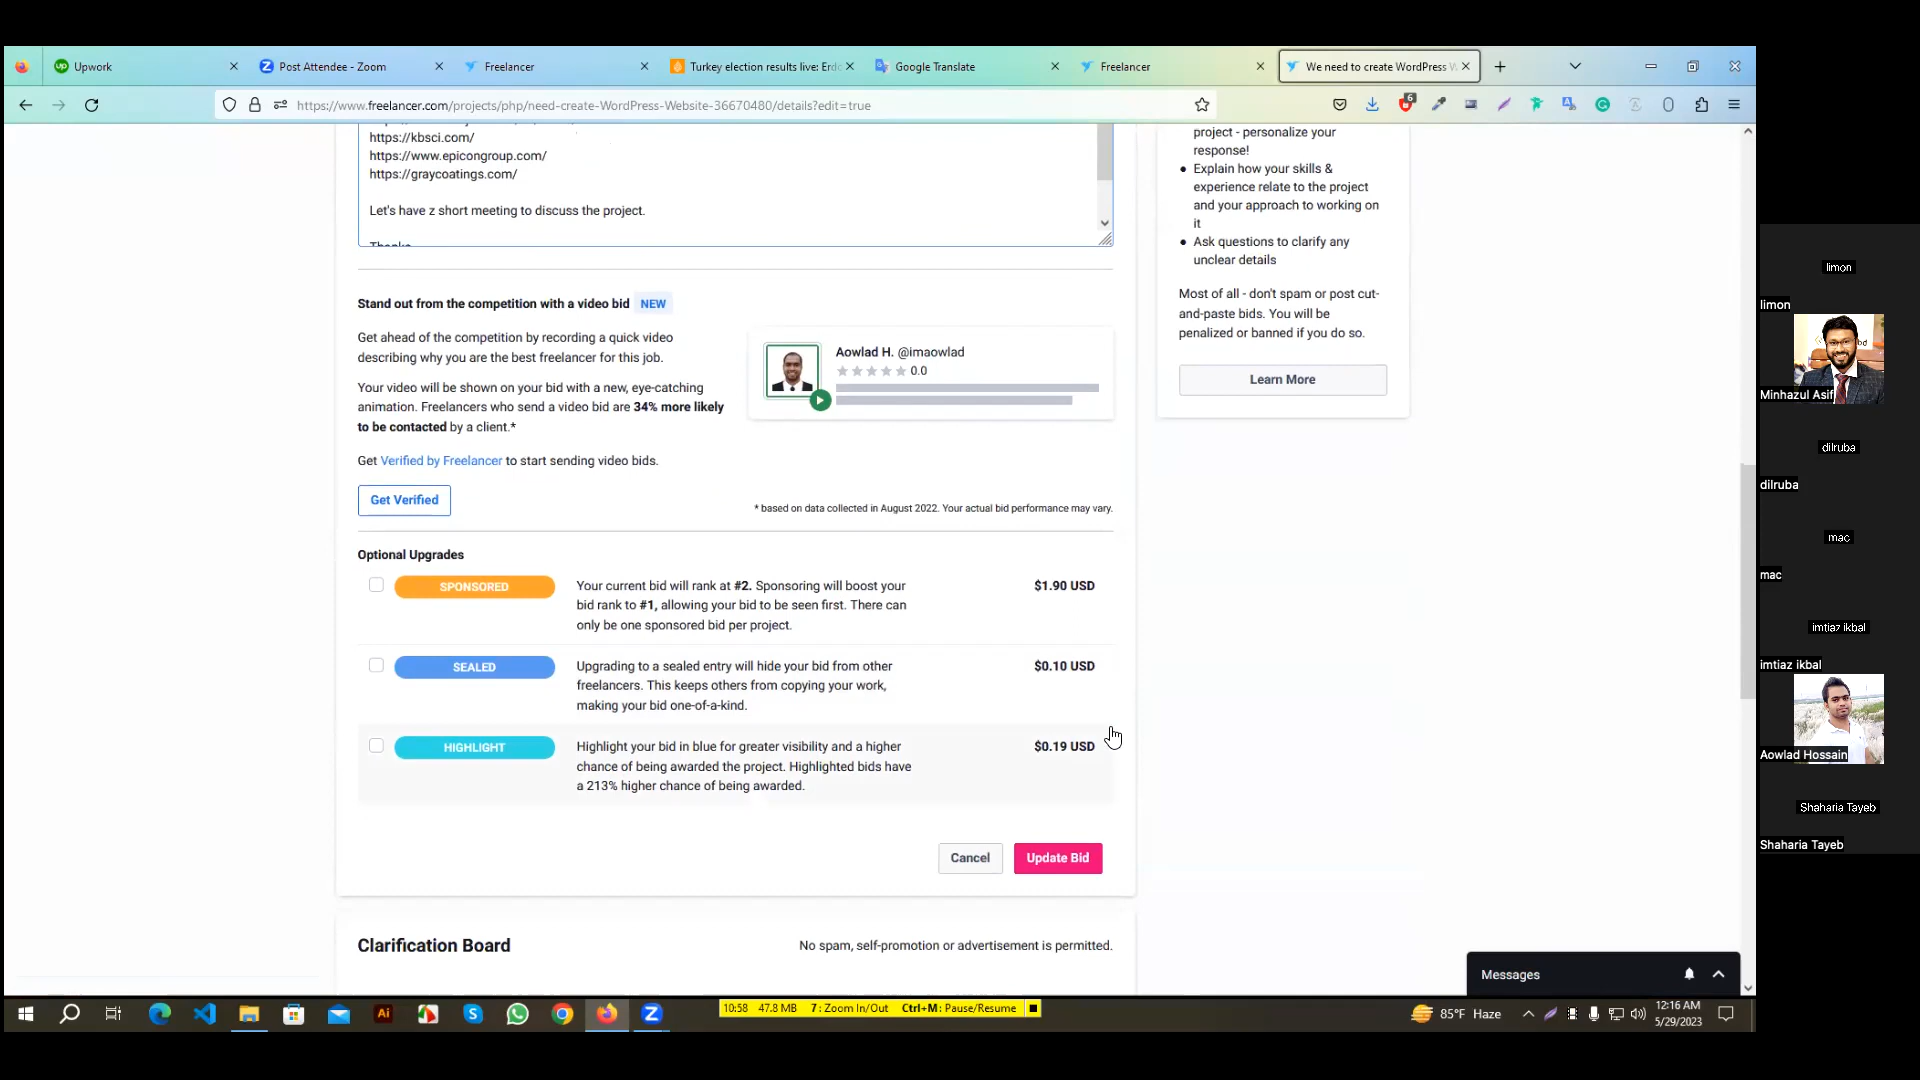 Upwork
Post Attendee - Zoom
Freelancer
Turkey election results live: Erdo
Google Translate
Freelancer
We need to create WordPress W
https://www.freelancer.com/projects/php/need-create-WordPress-Website-36670480/details?edit=true
6
https://kbsci.com/
https://www.epicongroup.com/
https://graycoatings.com/
Let's have z short meeting to discuss the project.
Thanks
project - personalize your
response!
Explain how your skills &
experience relate to the project
and your approach to working on
it
Ask questions to clarify any
unclear details
Most of all - don't spam or post cut-
and-paste bids. You will be
penalized or banned if you do so.
Learn More
Stand out from the competition with a video bid NEW
Get ahead of the competition by recording a quick video
describing why you are the best freelancer for this job.
Your video will be shown on your bid with a new, eye-catching
animation. Freelancers who send a video bid are 34% more likely
to be contacted by a client.*
Get Verified by Freelancer to start sending video bids.
Get Verified
Aowlad H. @imaowlad
0.0
* based on data collected in August 2022. Your actual bid performance may vary.
Optional Upgrades
SPONSORED
Your current bid will rank at #2. Sponsoring will boost your
bid rank to #1, allowing your bid to be seen first. There can
only be one sponsored bid per project.
$1.90 USD
SEALED
Upgrading to a sealed entry will hide your bid from other
freelancers. This keeps others from copying your work,
making your bid one-of-a-kind.
$0.10 USD
HIGHLIGHT
Highlight your bid in blue for greater visibility and a higher
chance of being awarded the project. Highlighted bids have
a 213% higher chance of being awarded.
$0.19 USD
Cancel
Update Bid
Clarification Board
No spam, self-promotion or advertisement is permitted.
Messages
limon
limon
Minhazul Asif
dilruba
dilruba
mac
mac
imtiaz ikbal
imtiaz ikbal
Aowlad Hossain
Shaharia Tayeb
Shaharia Tayeb
Ai
10:58 47.8 MB 7 : Zoom In/Out Ctrl+M : Pause/Resume
85°F Haze
12:16 AM
5/29/2023